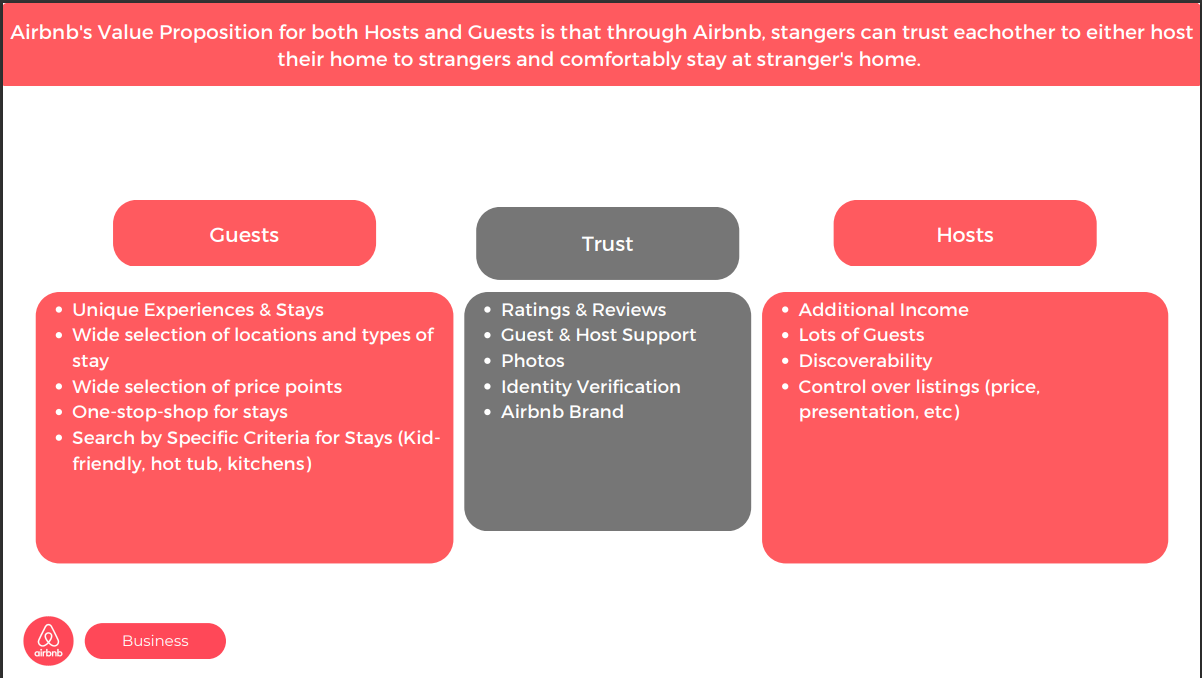 Airbnb's Value Proposition for both Hosts and Guests is that through Airbnb, stangers can trust eachother to either host
their home to strangers and comfortably stay at stranger's home.
Guests
• Unique Experiences & Stays
• Wide selection of locations and types of
stay
• Wide selection of price points
• One-stop-shop for stays
• Search by Specific Criteria for Stays (Kid-
friendly, hot tub, kitchens)
Trust
• Ratings & Reviews
• Guest & Host Support
• Photos
• Identity Verification
• Airbnb Brand
Hosts
• Additional Income
• Lots of Guests
• Discoverability
• Control over listings (price,
presentation, etc)
airbnb
Business